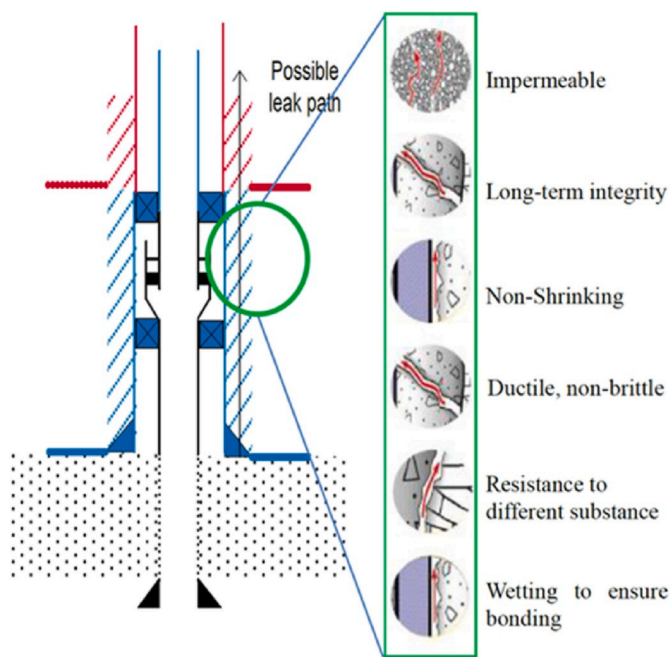 Possible
leak path
Impermeable
Long-term integrity
Non-Shrinking
Ductile, non-brittle
Resistance to
different substance
Wetting to ensure
bonding